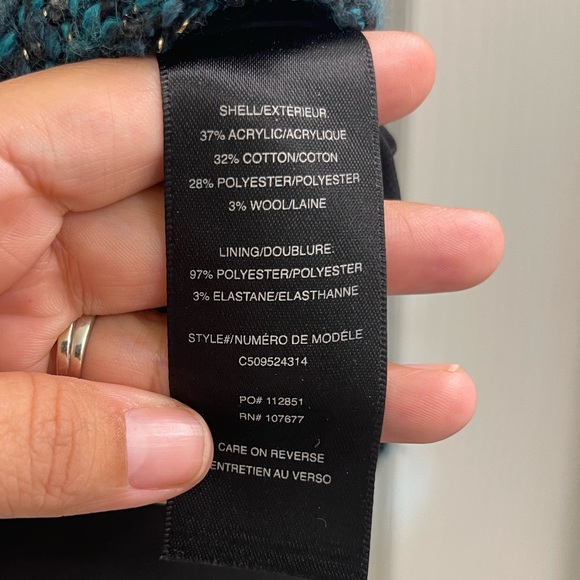 SHELL/EXTÉRIEUR:
37% ACRYLIC/ACRYLIQUE
32% COTTON/COTON
28% POLYESTER/POLYESTER
3% WOOL/LAINE
LINING/DOUBLURE:
97% POLYESTER/POLYESTER
3% ELASTANE/ELASTHANNE
STYLE#/NUMÉRO DE MODÉLE
C509524314
PO# 112851
RN# 107677
CARE ON REVERSE
ENTRETIEN AU VERSO